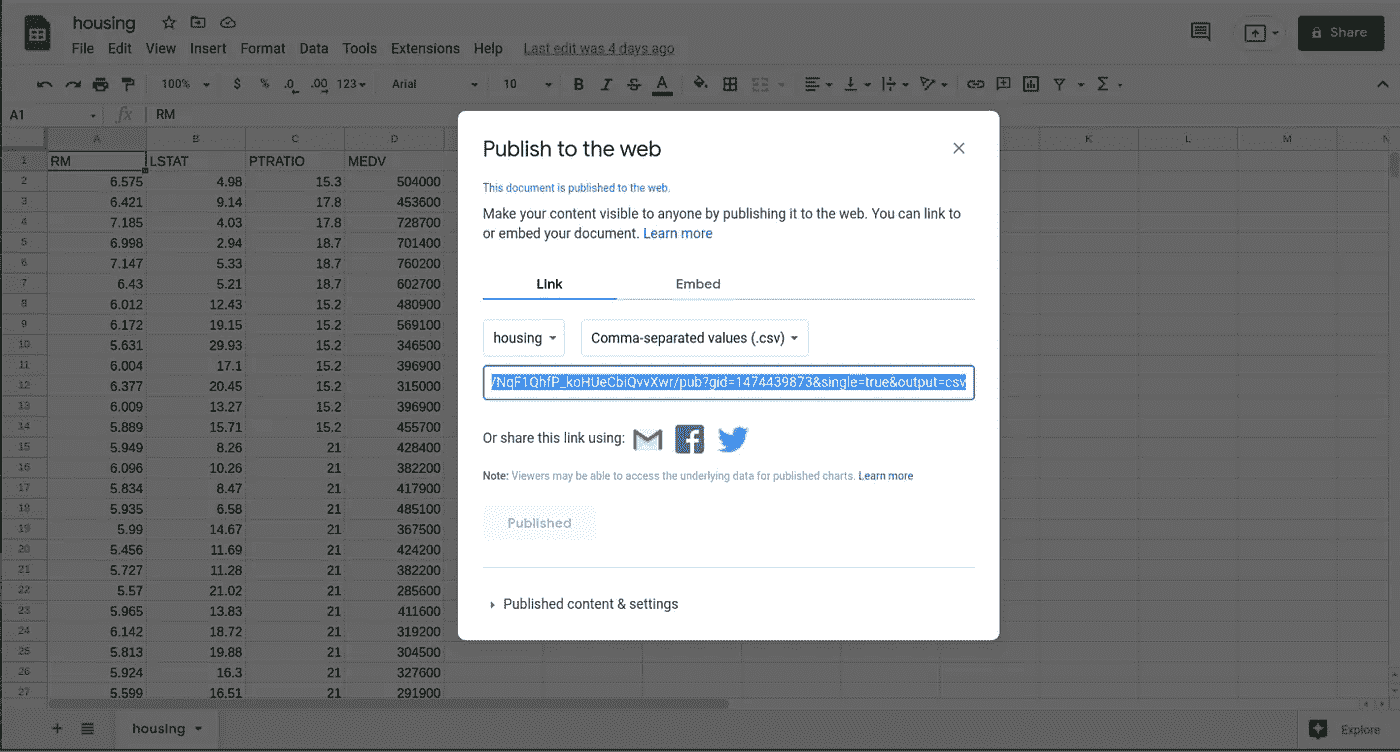 housing
File Edit View Insert Format Data Tools Extensions Help Last edit was 4 days ago
Share
100% $ % .0 .00 123 Arial 10 B I S A
A1 fx RM
A B C D K L M N
1 RM LSTAT PTRATIO MEDV
2 6.575 4.98 15.3 504000
3 6.421 9.14 17.8 453600
4 7.185 4.03 17.8 728700
5 6.998 2.94 18.7 701400
6 7.147 5.33 18.7 760200
7 6.43 5.21 18.7 602700
8 6.012 12.43 15.2 480900
9 6.172 19.15 15.2 569100
10 5.631 29.93 15.2 346500
11 6.004 17.1 15.2 396900
12 6.377 20.45 15.2 315000
13 6.009 13.27 15.2 396900
14 5.889 15.71 15.2 455700
15 5.949 8.26 21 428400
16 6.096 10.26 21 382200
17 5.834 8.47 21 417900
18 5.935 6.58 21 485100
19 5.99 14.67 21 367500
20 5.456 11.69 21 424200
21 5.727 11.28 21 382200
22 5.57 21.02 21 285600
23 5.965 13.83 21 411600
24 6.142 18.72 21 319200
25 5.813 19.88 21 304500
26 5.924 16.3 21 327600
27 5.599 16.51 21 291900
Publish to the web
This document is published to the web.
Make your content visible to anyone by publishing it to the web. You can link to
or embed your document. Learn more
Link Embed
housing Comma-separated values (.csv)
/NqF1QhfP_koHUeCbiQvvXwr/pub?gid=1474439873&single=true&output=csv
Or share this link using:
Note: Viewers may be able to access the underlying data for published charts. Learn more
Published
Published content & settings
housing
Explore